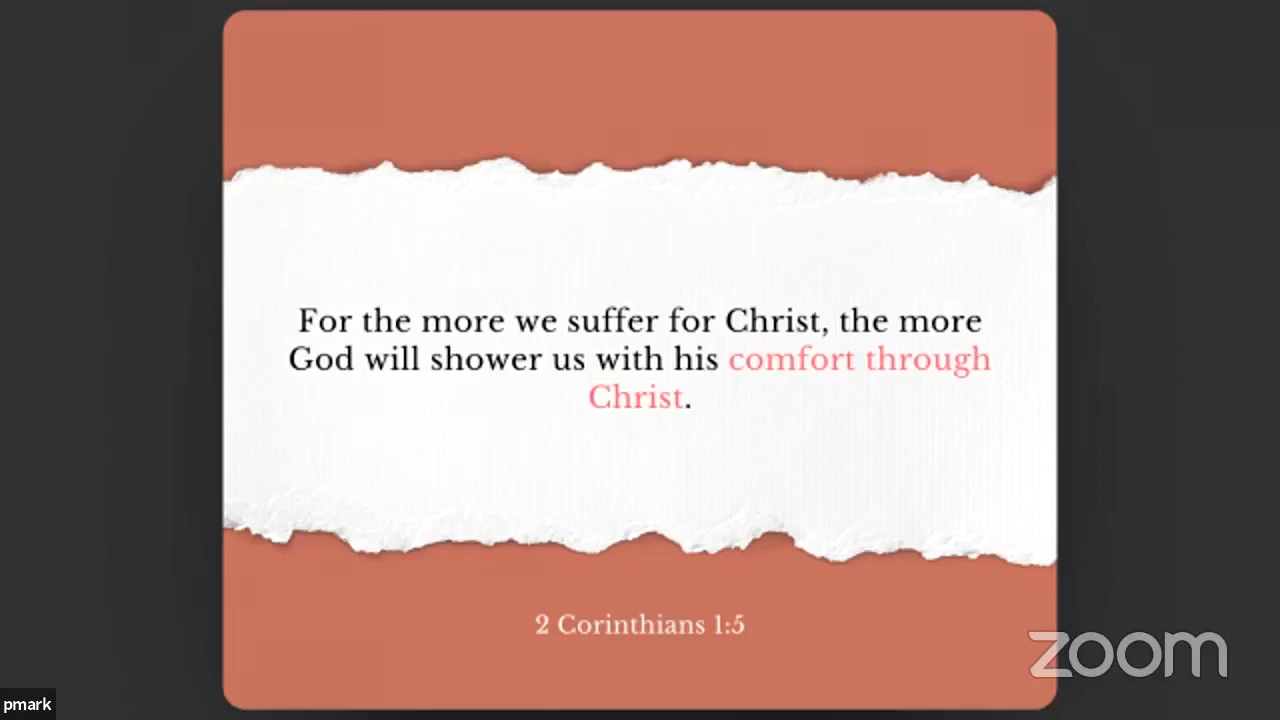 For the more we suffer for Christ, the more
God will shower us with his comfort through
Christ.
2 Corinthians 1:5
zoom
pmark